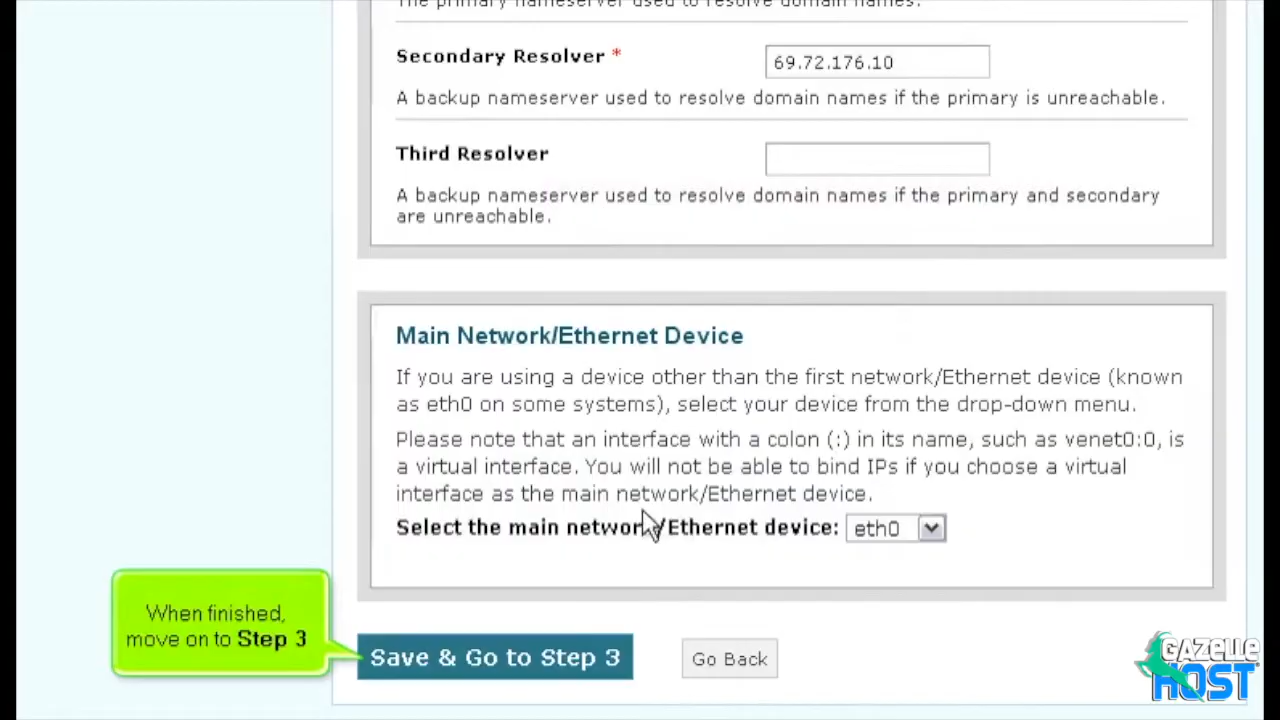 The primary nameserver used to resolve domain names.
Secondary Resolver *
69.72.176.10
A backup nameserver used to resolve domain names if the primary is unreachable.
Third Resolver
A backup nameserver used to resolve domain names if the primary and secondary
are unreachable.
Main Network/Ethernet Device
If you are using a device other than the first network/Ethernet device (known
as eth0 on some systems), select your device from the drop-down menu.
Please note that an interface with a colon (:) in its name, such as venet0:0, is
a virtual interface. You will not be able to bind IPs if you choose a virtual
interface as the main network/Ethernet device.
Select the main network/Ethernet device: eth0
When finished,
move on to Step 3
Save & Go to Step 3
Go Back
GAZELLE
HOST